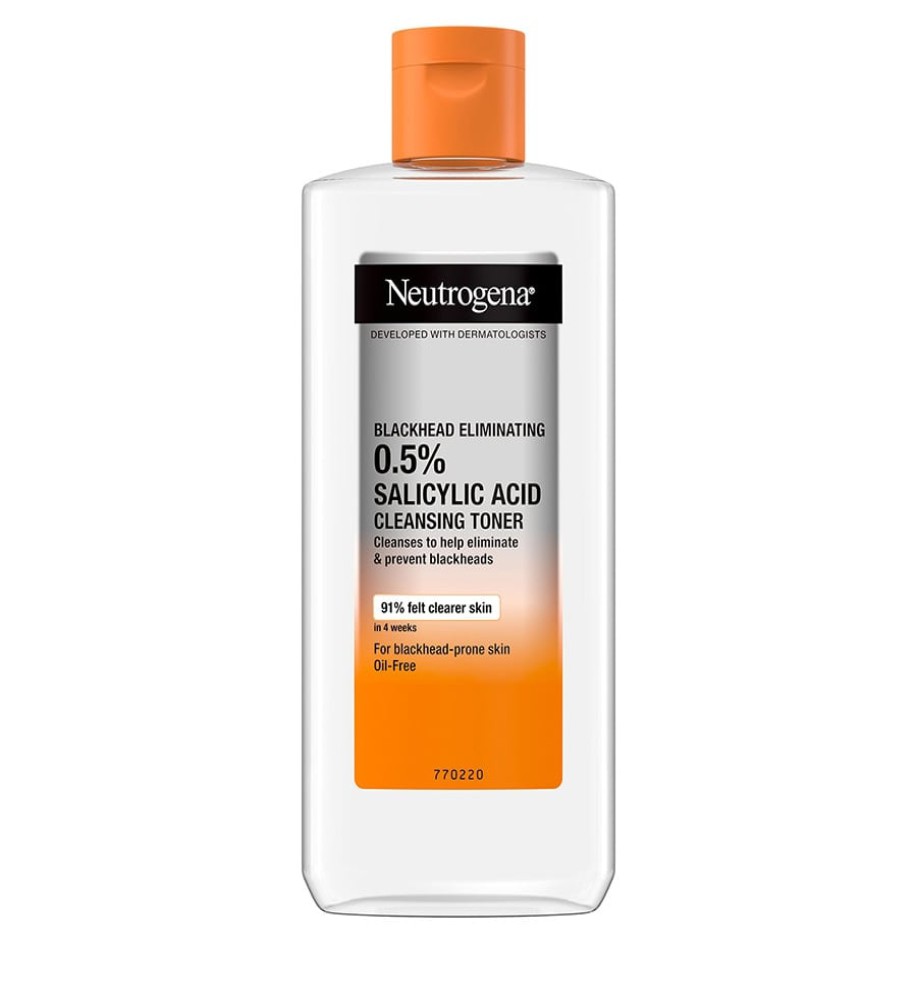 Neutrogena®
DEVELOPED WITH DERMATOLOGISTS
BLACKHEAD ELIMINATING
0.5%
SALICYLIC ACID
CLEANSING TONER
Cleanses to help eliminate
& prevent blackheads
91% felt clearer skin
in 4 weeks
For blackhead-prone skin
Oil-Free
770220